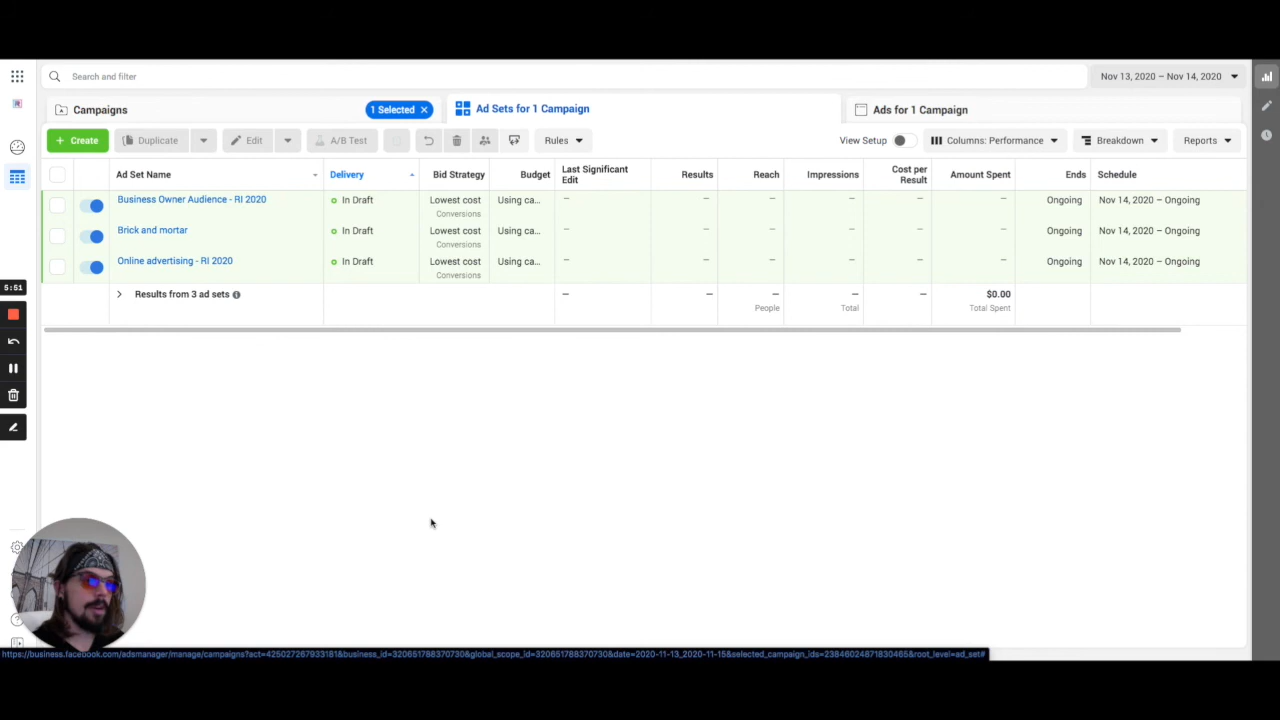 Search and filter
Nov 13, 2020 – Nov 14, 2020
Campaigns
1 Selected
Ad Sets for 1 Campaign
Ads for 1 Campaign
+ Create
Duplicate
Edit
A/B Test
Rules
View Setup
Columns: Performance
Breakdown
Reports
Ad Set Name
Delivery
Bid Strategy
Budget
Last Significant Edit
Results
Reach
Impressions
Cost per Result
Amount Spent
Ends
Schedule
Business Owner Audience - RI 2020
In Draft
Lowest cost
Conversions
Using ca...
–
–
–
–
–
–
Ongoing
Nov 14, 2020 – Ongoing
Brick and mortar
In Draft
Lowest cost
Conversions
Using ca...
–
–
–
–
–
–
Ongoing
Nov 14, 2020 – Ongoing
Online advertising - RI 2020
In Draft
Lowest cost
Conversions
Using ca...
–
–
–
–
–
–
Ongoing
Nov 14, 2020 – Ongoing
5:51
Results from 3 ad sets
–
–
–
People
–
Total
–
$0.00
Total Spent
https://business.facebook.com/adsmanager/manage/campaigns?act=425027267933181&business_id=320651788370730&global_scope_id=320651788370730&date=2020-11-13_2020-11-15&selected_campaign_ids=23846024871830465&root_level=ad_set#